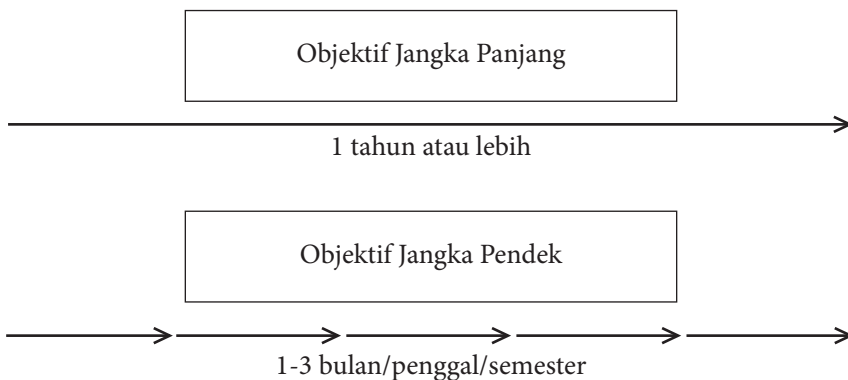 Objektif Jangka Panjang
1 tahun atau lebih
Objektif Jangka Pendek
1-3 bulan/penggal/semester